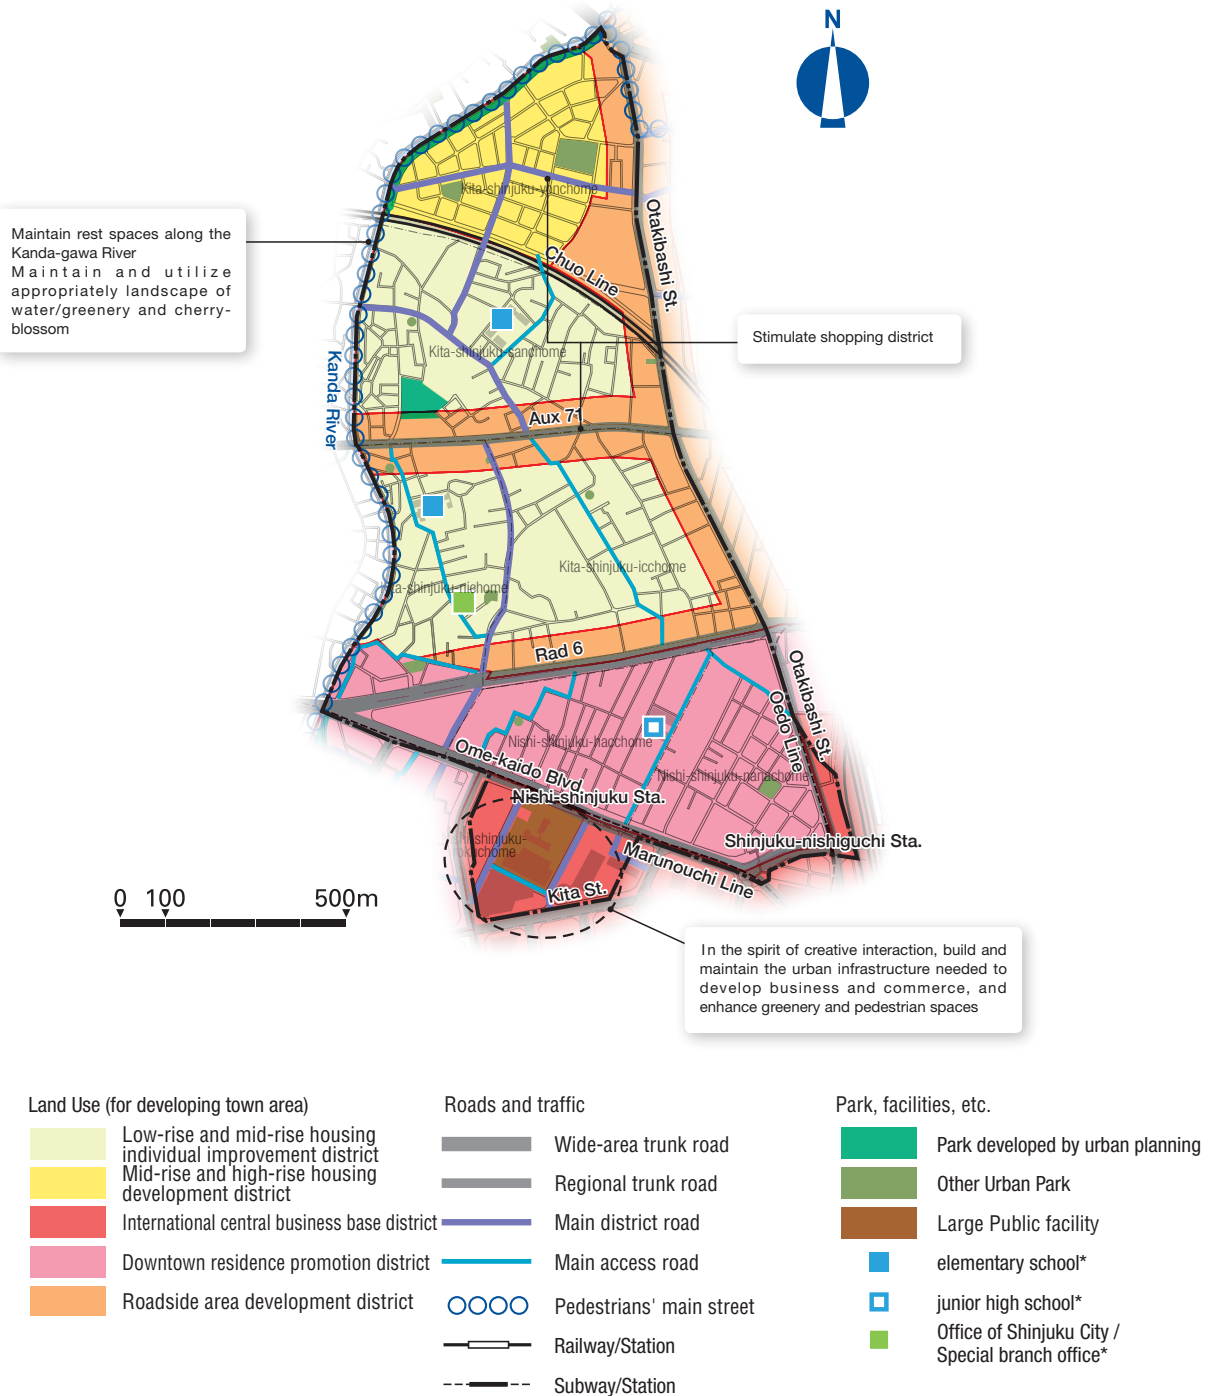 N
Kita-shinjuku-yonchome
Otakibashi St.
Maintain rest spaces along the
Kanda-gawa River
Maintain and utilize
appropriately landscape of
water/greenery and cherry-
blossom
Chuo Line
Stimulate shopping district
Kita-shinjuku-sanchome
Kanda River
Aux 71
Kita-shinjuku-icchome
ta-shinjuku-niehome
Rad 6
Otakibashi St.
Oedo Line
Nishi-shinjuku-hacchome
Ome-kaido Blvd.
Nishi-shinjuku-nanachome
Nishi-shinjuku Sta.
Shinjuku-nishiguchi Sta.
Marunouchi Line
Kita St.
0 100 500m
In the spirit of creative interaction, build and
maintain the urban infrastructure needed to
develop business and commerce, and
enhance greenery and pedestrian spaces
Land Use (for developing town area)
Low-rise and mid-rise housing
individual improvement district
Mid-rise and high-rise housing
development district
International central business base district
Downtown residence promotion district
Roadside area development district
Roads and traffic
Wide-area trunk road
Regional trunk road
Main district road
Main access road
Pedestrians' main street
Railway/Station
Subway/Station
Park, facilities, etc.
Park developed by urban planning
Other Urban Park
Large Public facility
elementary school*
junior high school*
Office of Shinjuku City /
Special branch office*